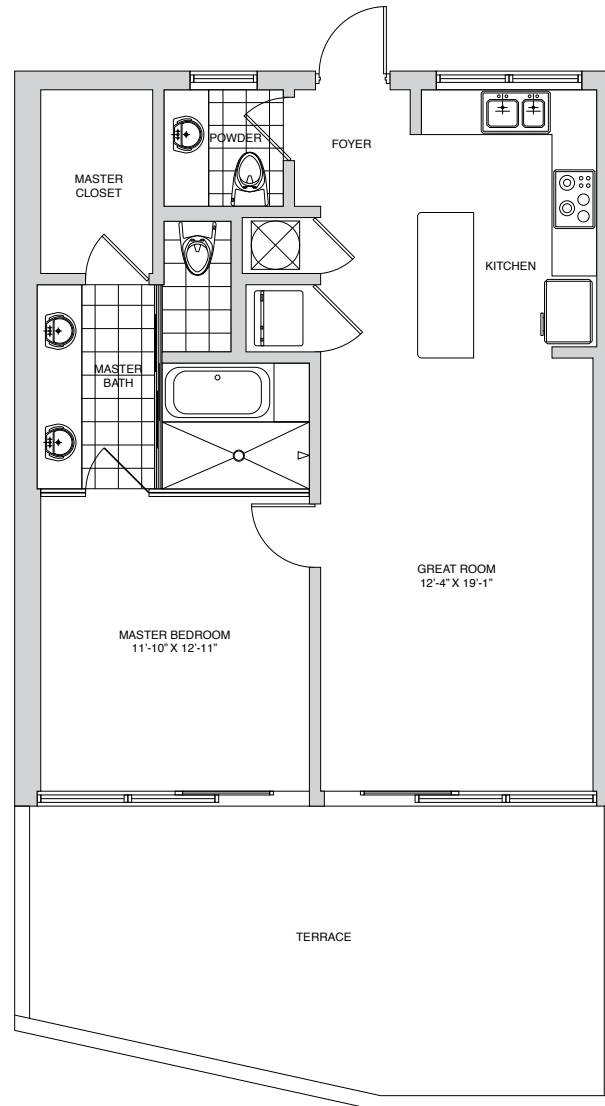 POWDER
FOYER
MASTER
CLOSET
KITCHEN
MASTER
BATH
GREAT ROOM
12'-4" X 19'-1"
MASTER BEDROOM
11'-10" X 12'-11"
TERRACE